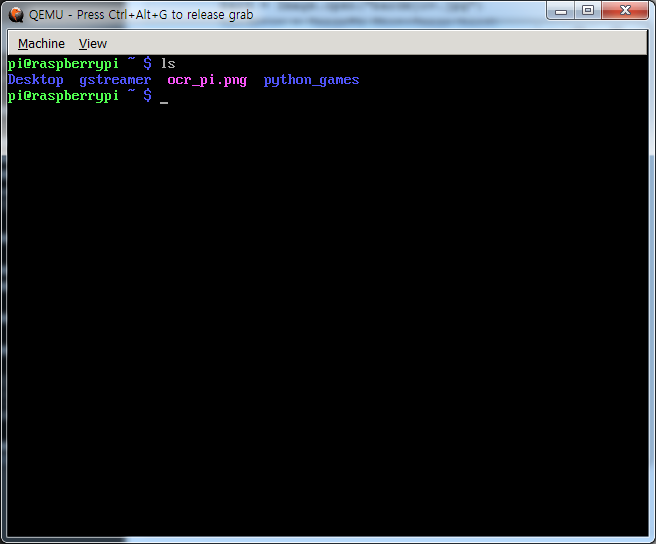 QEMU - Press Ctrl+Alt+G to release grab
Machine View
pi@raspberrypi ~ $ ls
Desktop gstreamer ocr_pi.png python_games
pi@raspberrypi ~ $ _